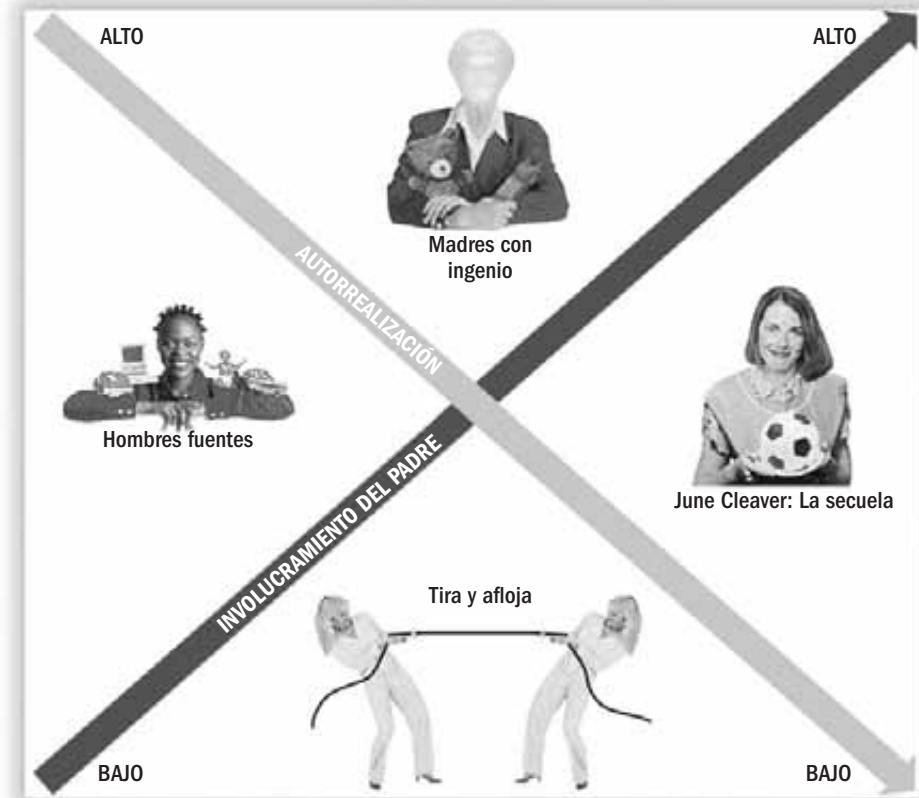 ALTO
ALTO
Madres con
ingenio
AUTORREALIZACIÓN
Hombres fuentes
INVOLUCRAMIENTO DEL PADRE
June Cleaver: La secuela
Tira y afloja
BAJO
BAJO